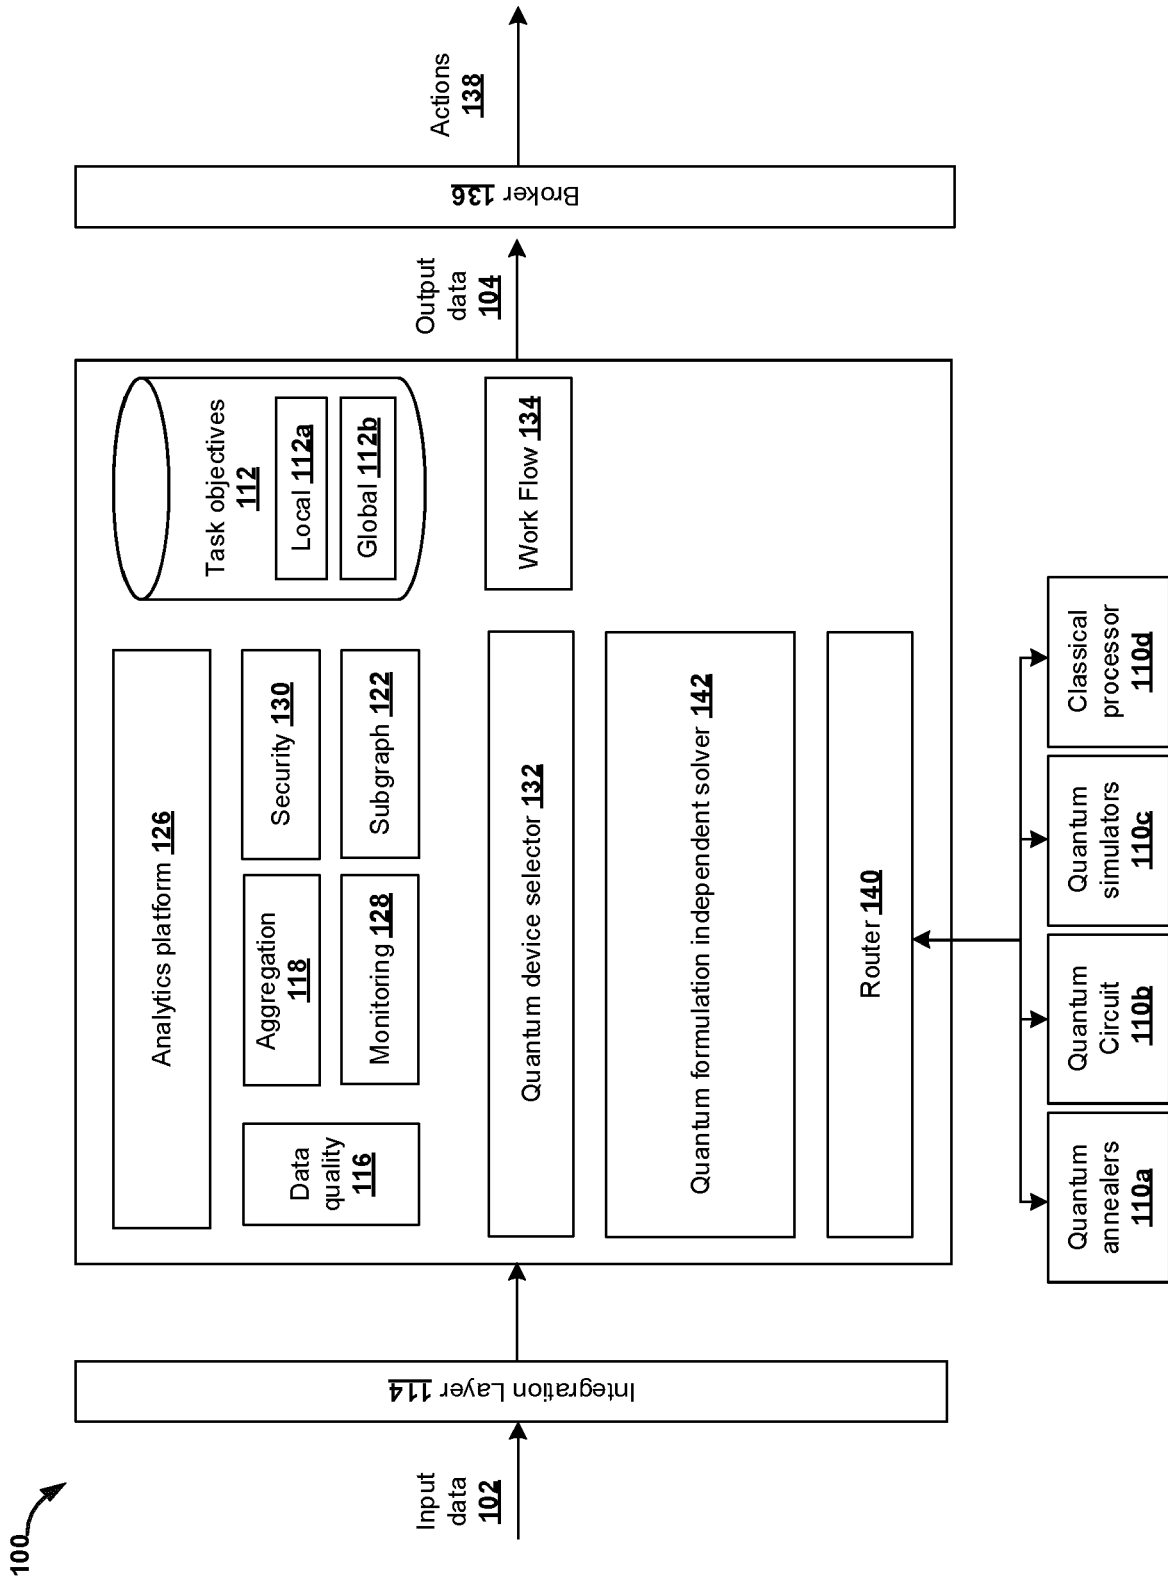 100
Input
data
102
Integration Layer 114
Analytics platform 126
Data
quality
116
Aggregation
118
Security 130
Monitoring 128
Subgraph 122
Task objectives
112
Local 112a
Global 112b
Quantum device selector 132
Work Flow 134
Quantum formulation independent solver 142
Router 140
Quantum
annealers
110a
Quantum
Circuit
110b
Quantum
simulators
110c
Classical
processor
110d
Output
data
104
Broker 136
Actions
138